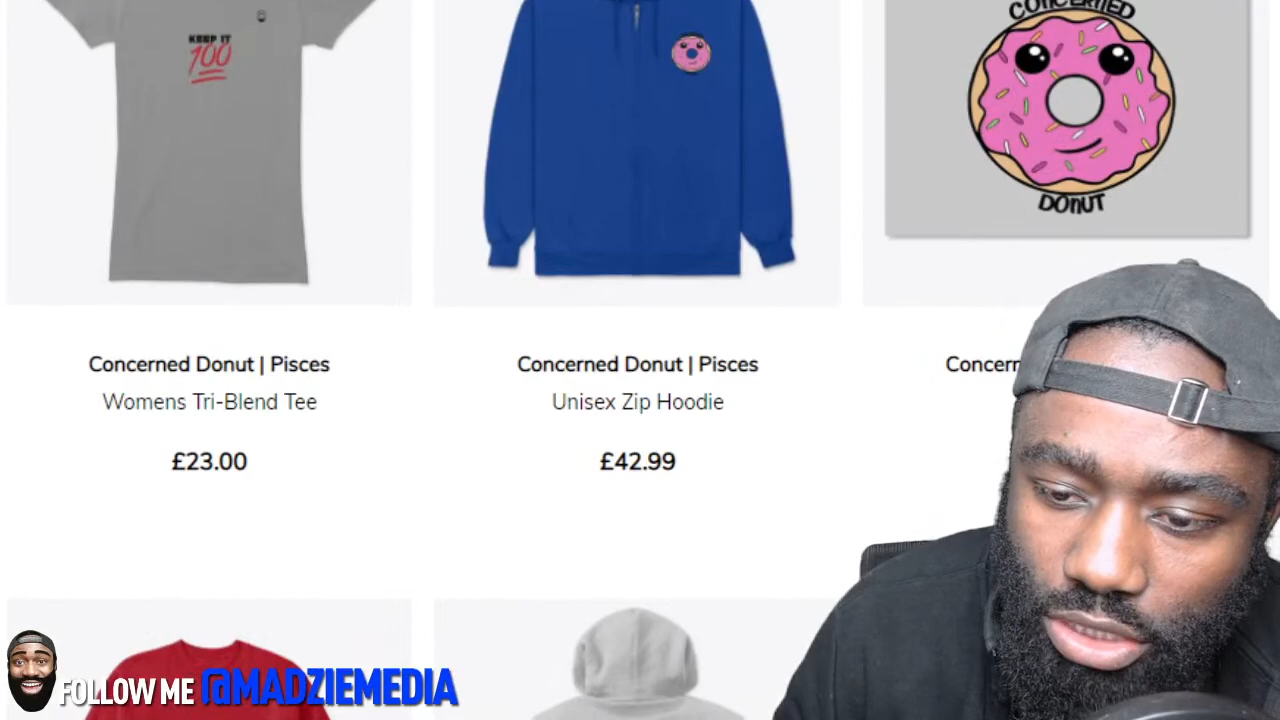 KEEP IT
100
CONCERNED
DONUT
Concerned Donut | Pisces
Womens Tri-Blend Tee
£23.00
Concerned Donut | Pisces
Unisex Zip Hoodie
£42.99
Concern
FOLLOW ME @MADZIEMEDIA